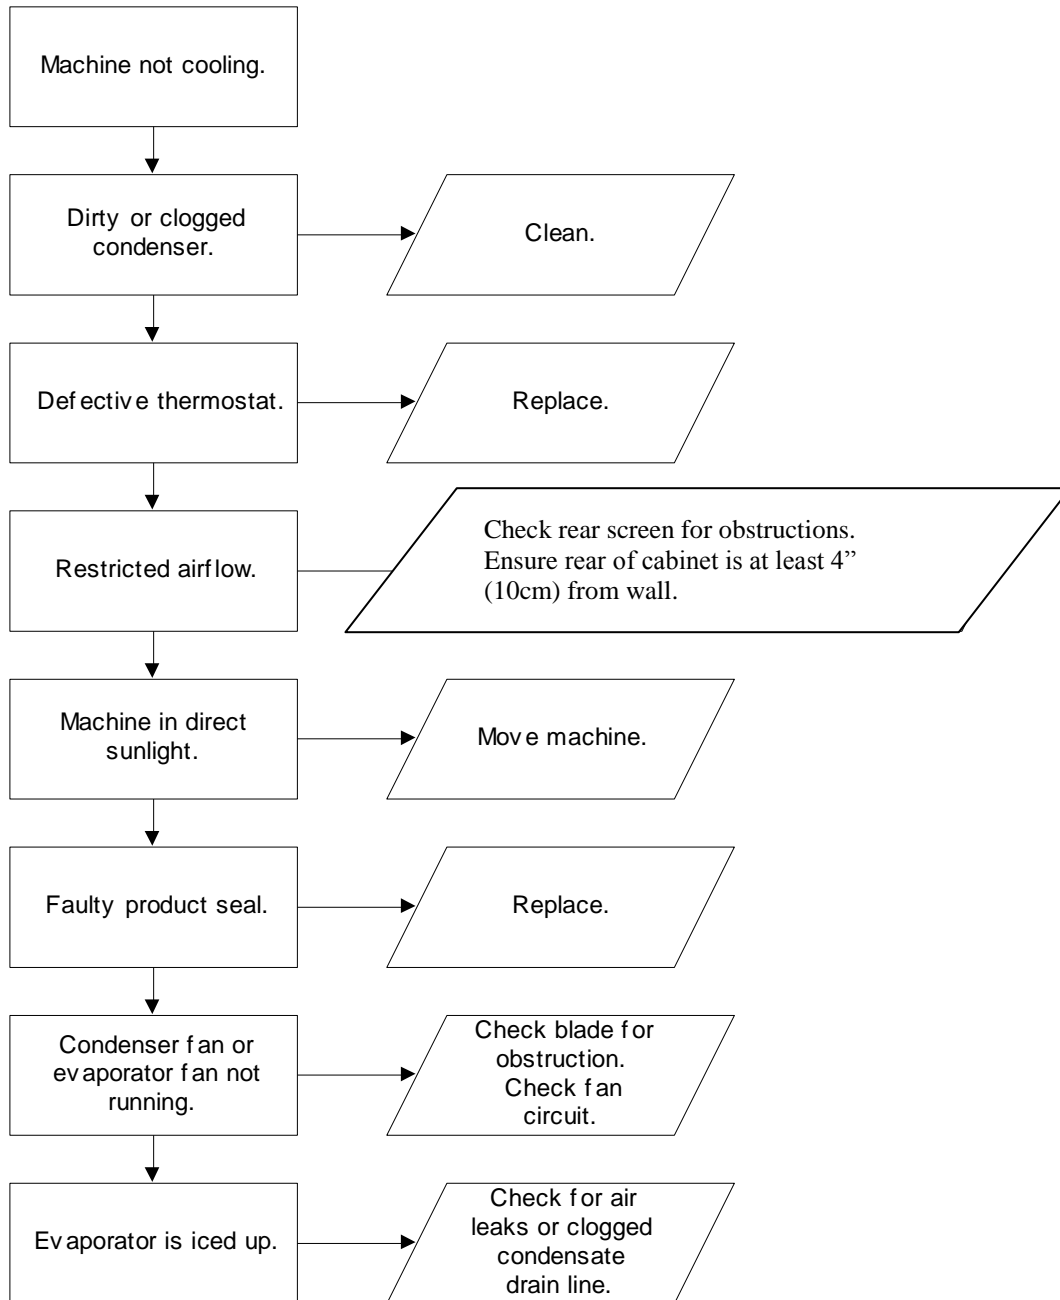 Machine not cooling.
Dirty or clogged
condenser.
Clean.
Defective thermostat.
Replace.
Restricted airflow.
Check rear screen for obstructions.
Ensure rear of cabinet is at least 4”
(10cm) from wall.
Machine in direct
sunlight.
Move machine.
Faulty product seal.
Replace.
Condenser fan or
evaporator fan not
running.
Check blade for
obstruction.
Check fan
circuit.
Evaporator is iced up.
Check for air
leaks or clogged
condensate
drain line.